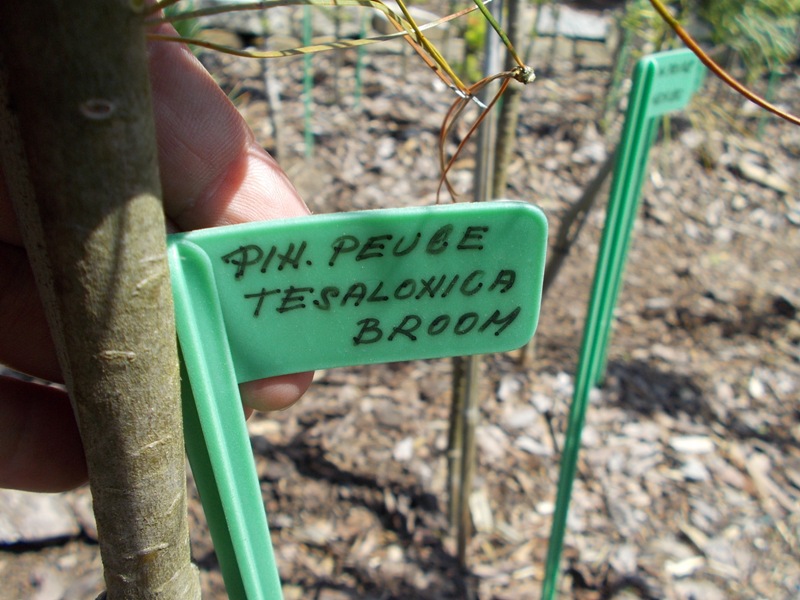 PIN. PEUCE
TESALONICA
BROOM